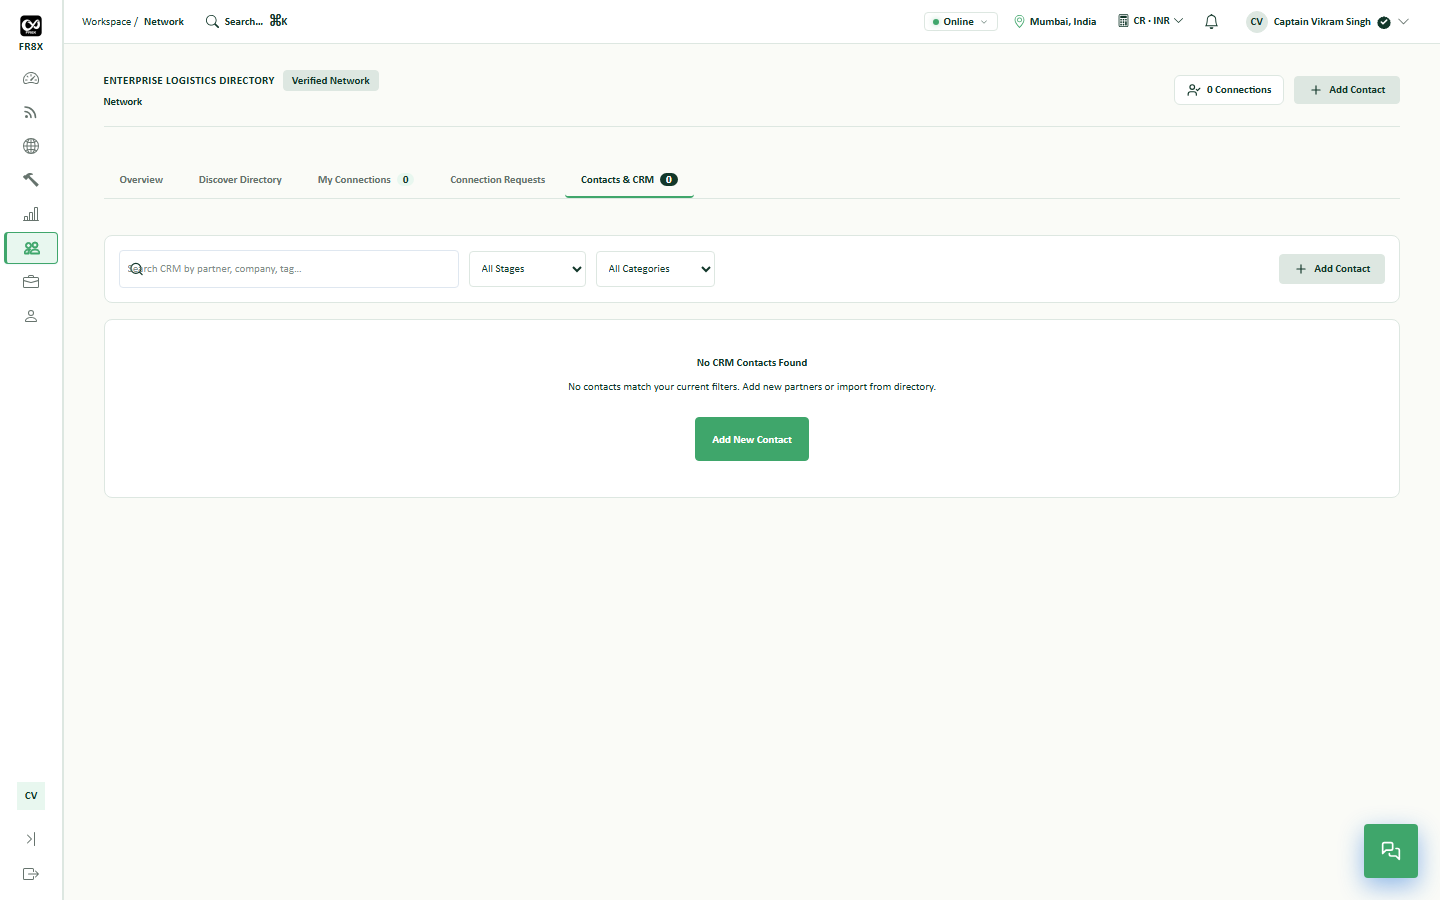 FR8X
Workspace / Network
Search... ⌘K
Online
Mumbai, India
CR • INR
CV
Captain Vikram Singh
ENTERPRISE LOGISTICS DIRECTORY
Verified Network
Network
0 Connections
Add Contact
Overview
Discover Directory
My Connections 0
Connection Requests
Contacts & CRM 0
Search CRM by partner, company, tag...
All Stages
All Categories
Add Contact
No CRM Contacts Found
No contacts match your current filters. Add new partners or import from directory.
Add New Contact
CV